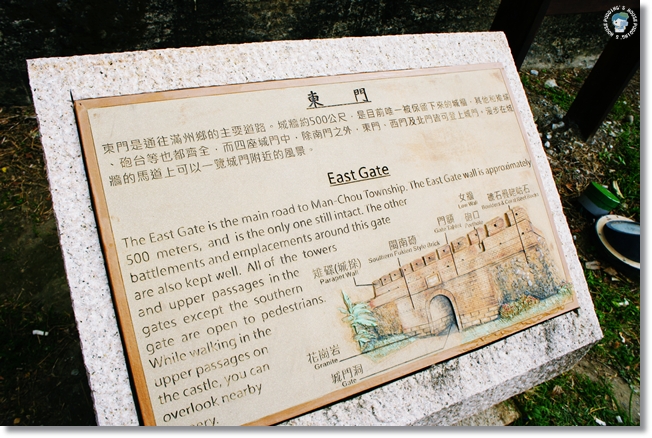 東門
東門是通往滿州鄉的主要道路。城牆約500公尺，是目前唯一被保留下來的城牆。其他如雉堞
、砲台等也都齊全，而四座城門中，除南門之外，東門、西門及北門皆可登上城門。漫步在城
牆的馬道上可以一覽城門附近的風景。
East Gate
The East Gate is the main road to Man-Chou Township. The East Gate wall is approximately
500 meters, and is the only one still intact. The other
battlements and emplacements around this gate
are also kept well. All of the towers
and upper passages in the
gates except the southern
gate are open to pedestrians.
While walking in the
upper passages on
the castle, you can
overlook nearby
女牆
Low Wall
門額
Gate Tablet
砲口
礁石
閩南磚
Southern Fukien Style Brick
雉碟(城垛)
Parapet Wall
花崗岩
Granite
城門洞
Gate
PUDDING'S HOUSE